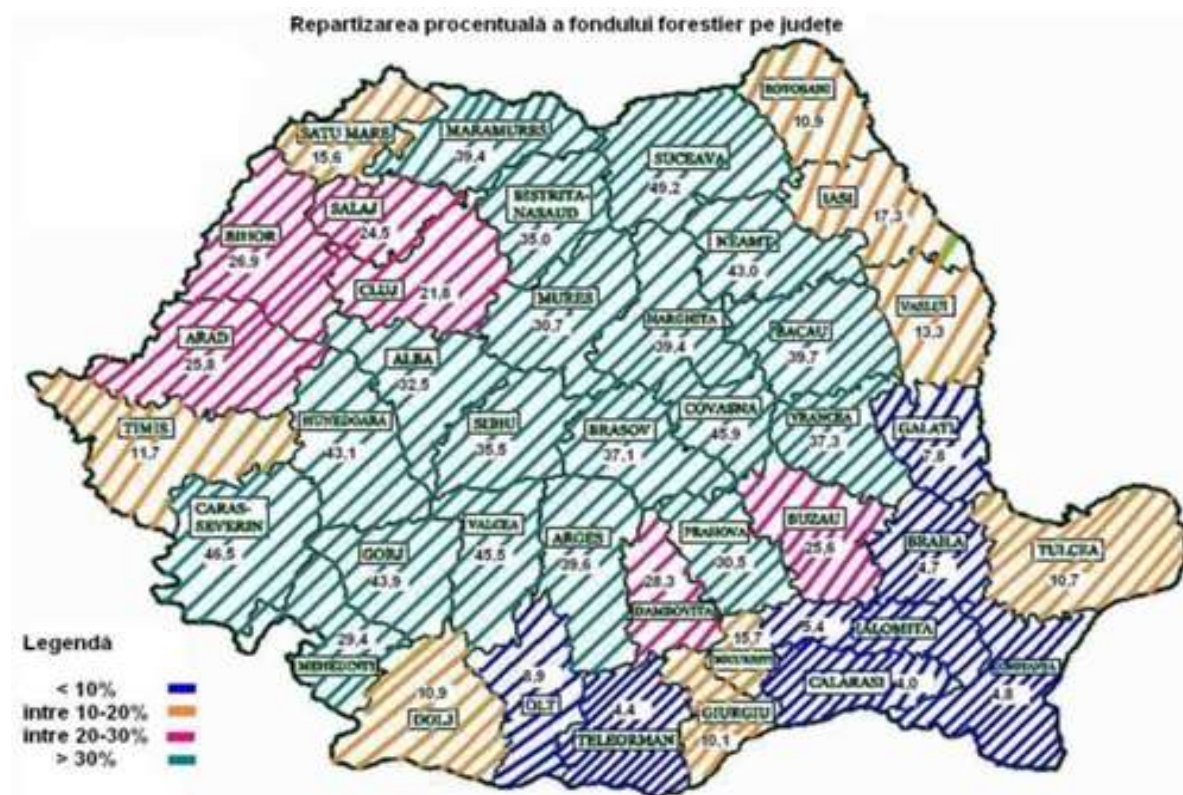 Repartizarea procentuală a fondului forestier pe județe
BOTOSANI
10,9
SATU MARE
15,6
MARAMURES
39,4
SUCEAVA
49,2
IASI
17,3
SALAJ
24,5
BISTRITA-
NASAUD
35,0
BIHOR
26,9
NEAMT
43,0
CLUJ
21,8
MURES
30,7
HARGHITA
39,4
BACAU
39,7
VASLUI
13,3
ARAD
25,8
ALBA
32,5
TIMIS
11,7
HUNEDOARA
43,1
SIBIU
35,5
BRASOV
37,1
COVASNA
45,9
VRANCEA
37,3
GALATI
7,8
CARAS-
SEVERIN
46,5
GORJ
43,9
VALCEA
45,5
ARGES
39,6
PRAHOVA
30,5
BUZAU
25,6
BRAILA
4,7
TULCEA
10,7
28,3
DAMBOVITA
29,4
MEHEDINTI
15,7
5,4
IALOMITA
CALARASI
4,0
4,8
10,9
DOLJ
8,9
OLT
4,4
TELEORMAN
GIURGIU
10,1
Legendă
< 10%
intre 10-20%
intre 20-30%
> 30%